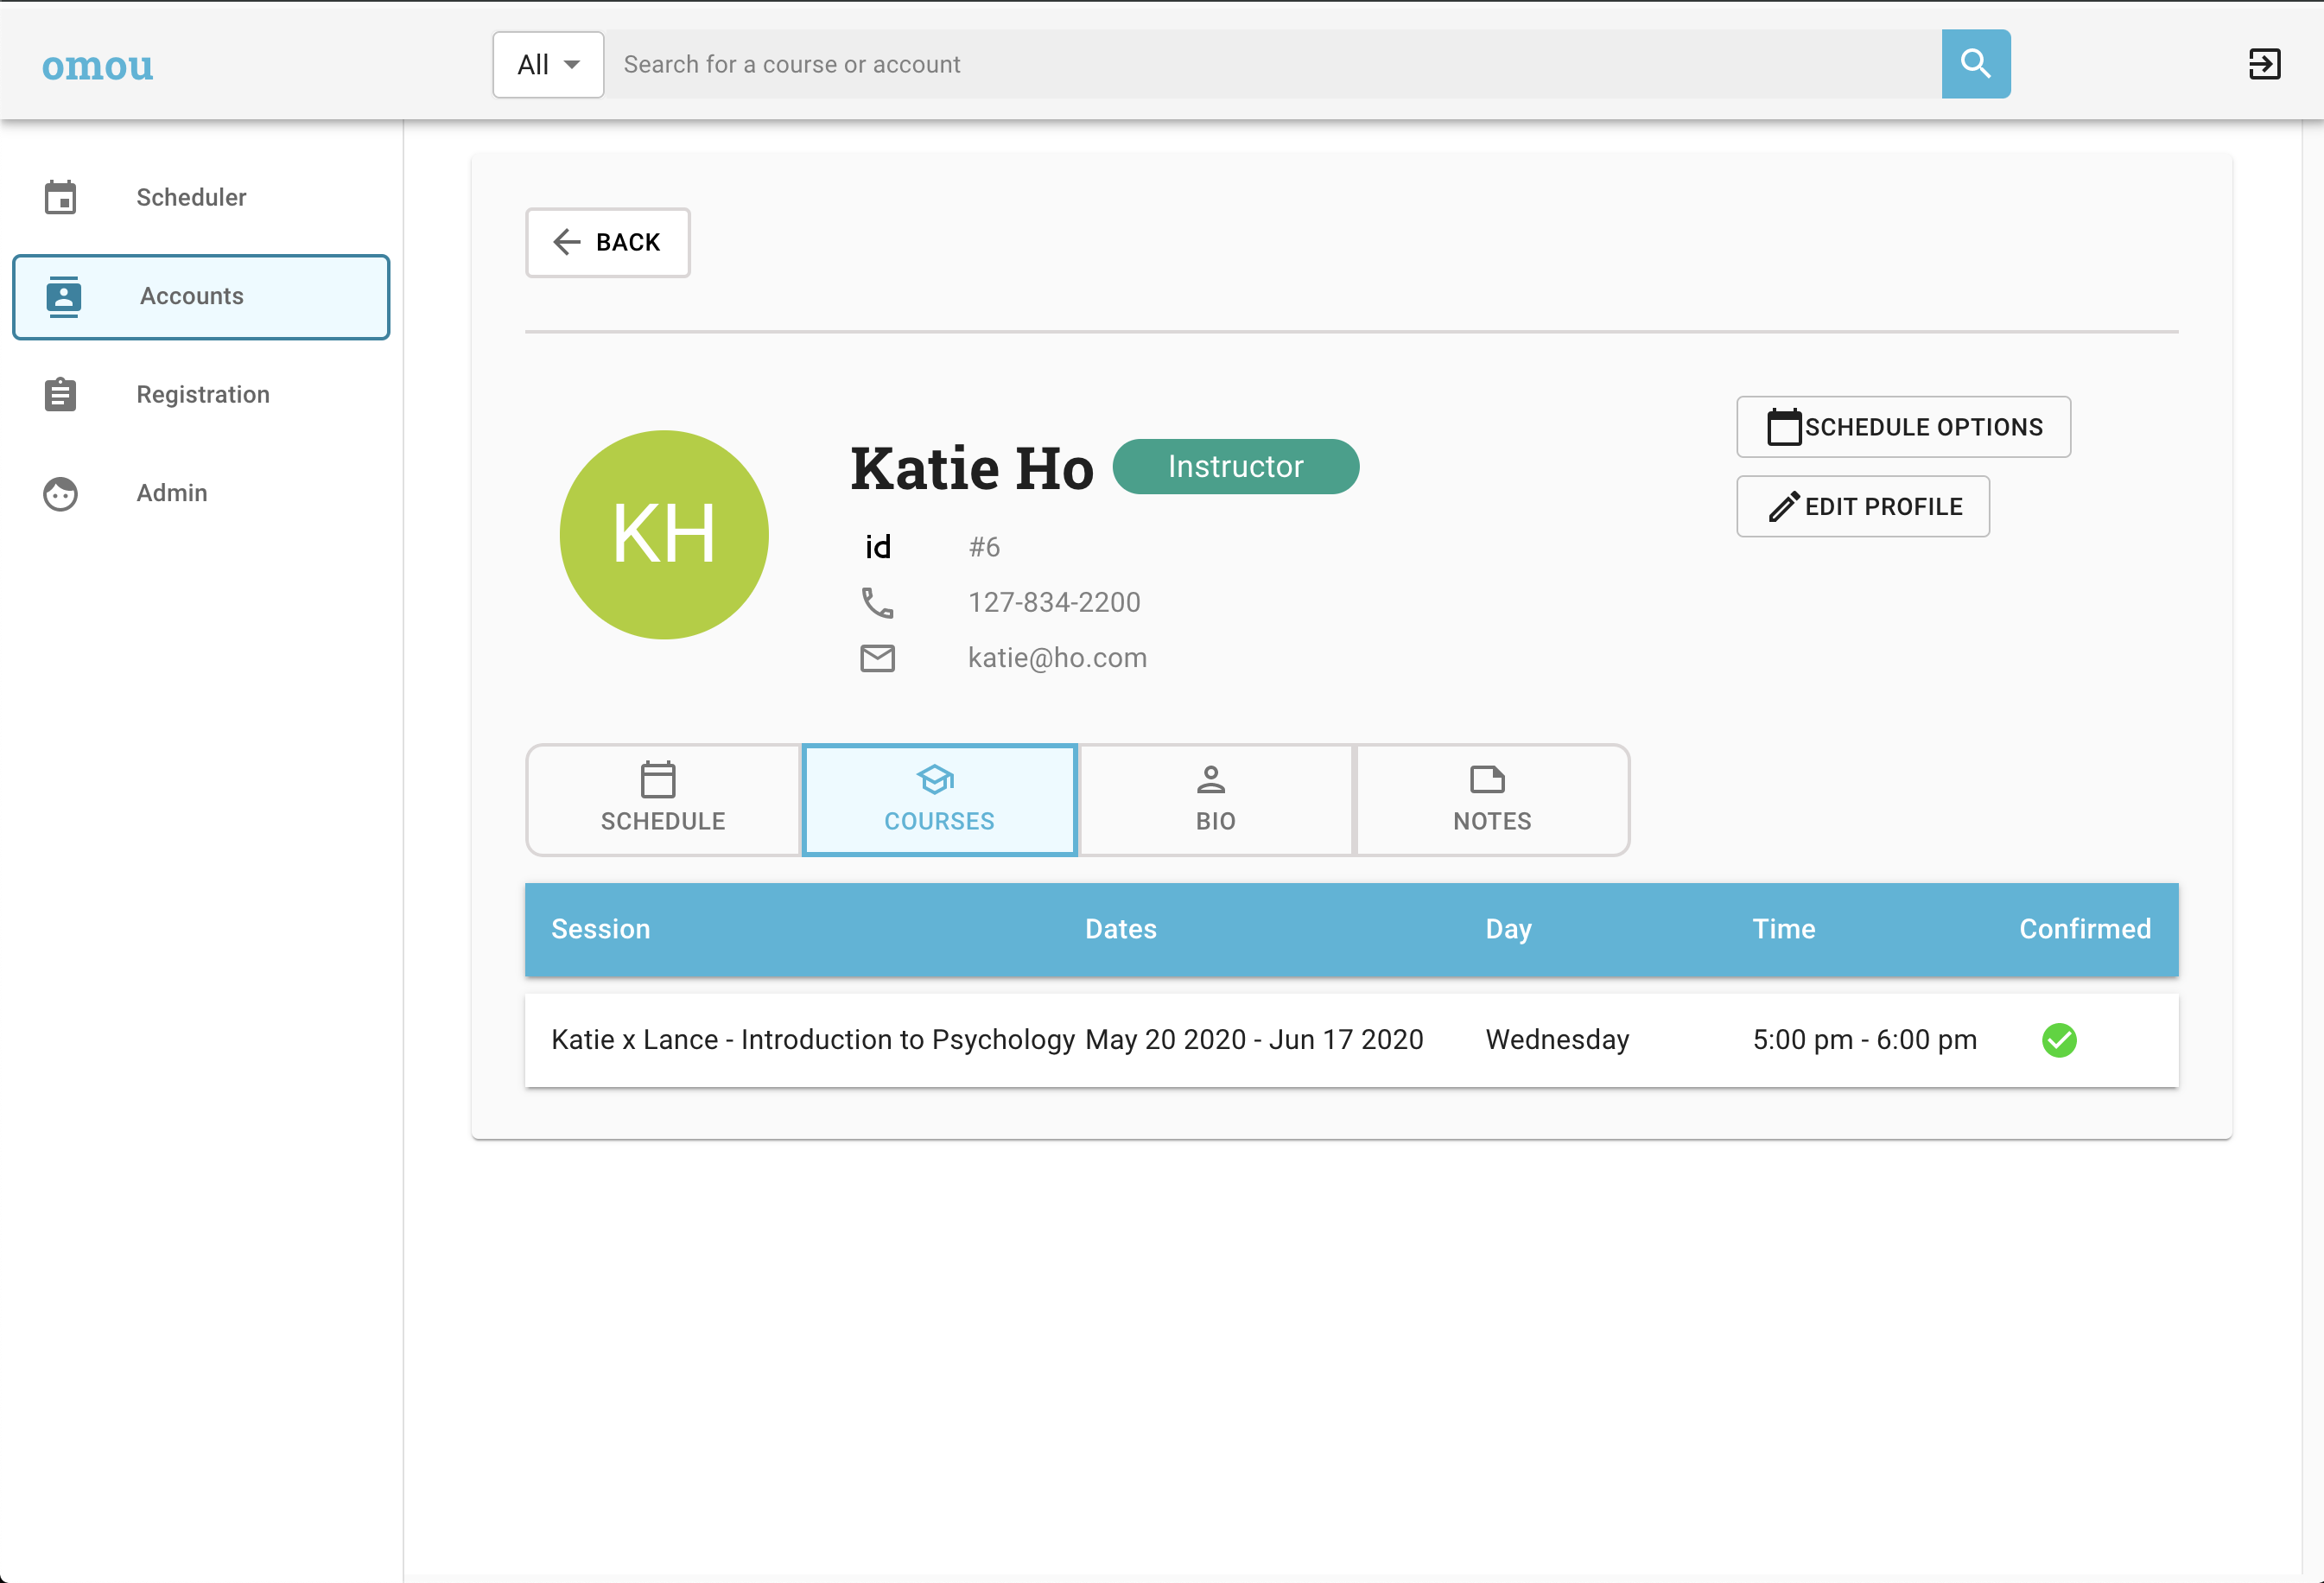 omou
All
Search for a course or account
Scheduler
Accounts
Registration
Admin
BACK
KH
Katie Ho
Instructor
id
#6
127-834-2200
katie@ho.com
SCHEDULE OPTIONS
EDIT PROFILE
SCHEDULE
COURSES
BIO
NOTES
Session Dates Day Time Confirmed
Katie x Lance - Introduction to Psychology May 20 2020 - Jun 17 2020 Wednesday 5:00 pm - 6:00 pm